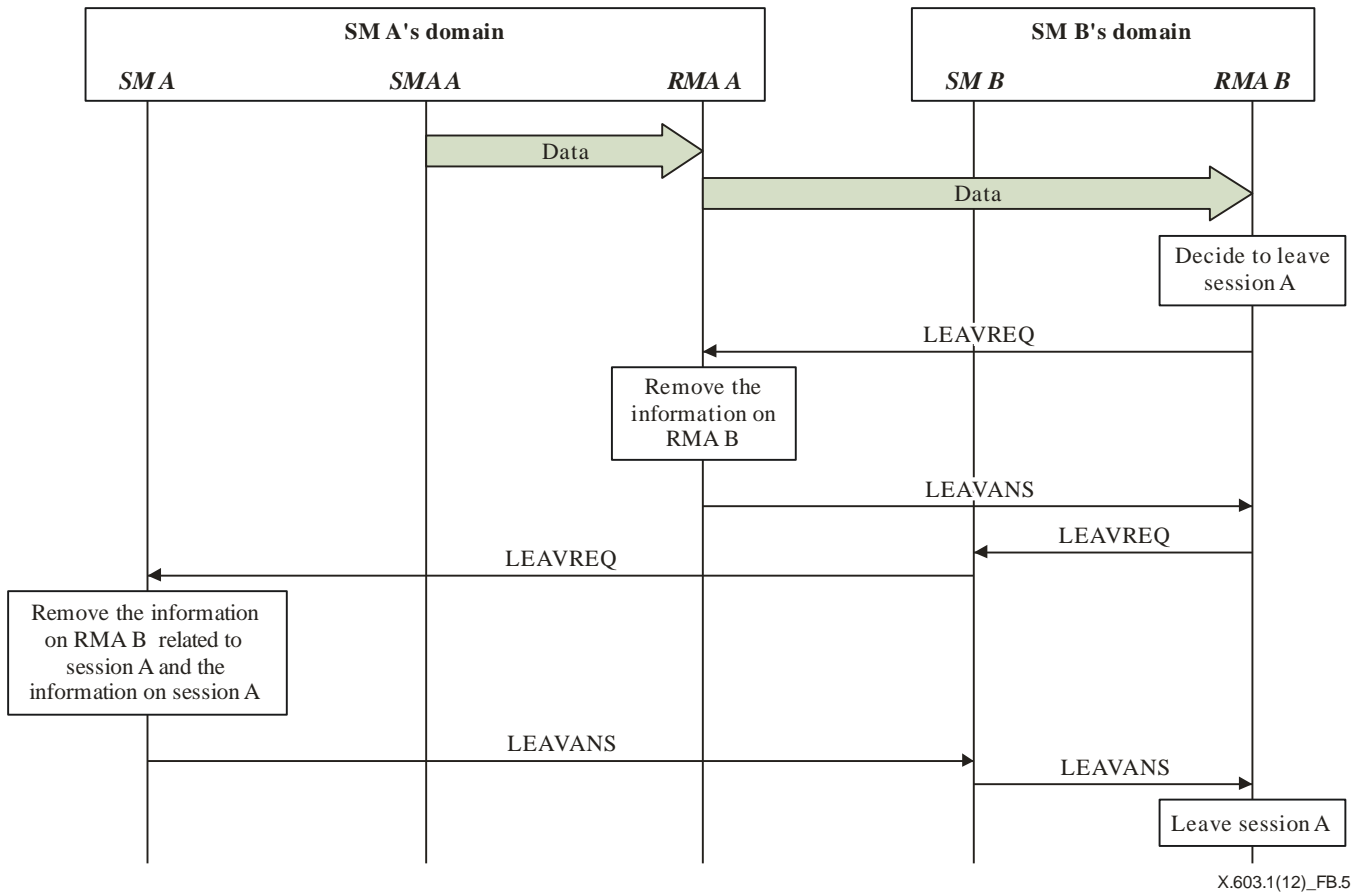 SM A's domain
SM B's domain
SM A
SMA A
RMA A
SM B
RMA B
Data
Data
Decide to leave
session A
LEAVREQ
Remove the
information on
RMA B
LEAVANS
LEAVREQ
LEAVREQ
Remove the information
on RMA B related to
session A and the
information on session A
LEAVANS
LEAVANS
Leave session A
X.603.1(12)_FB.5